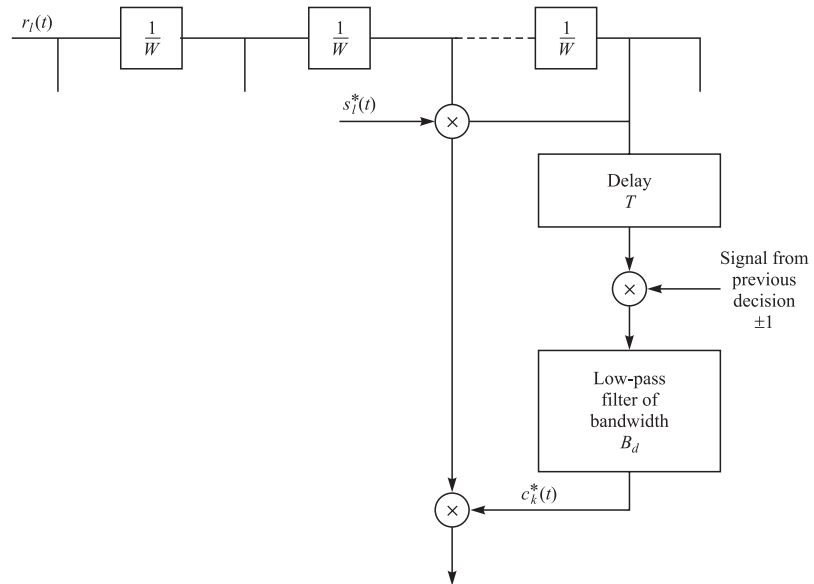 r_l(t)
1/W
1/W
1/W
s_l^*(t)
×
Delay
T
×
Signal from
previous
decision
±1
Low-pass
filter of
bandwidth
B_d
c_k^*(t)
×